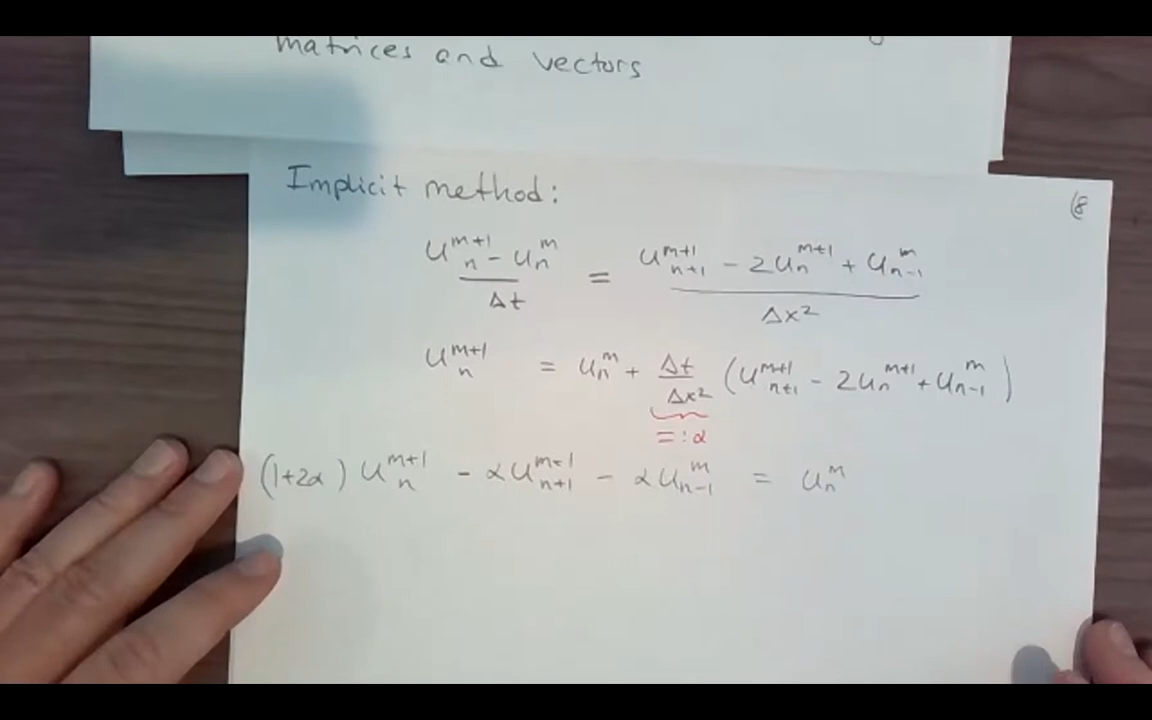 matrices and vectors
Implicit method:
(8
(u_n^{m+1} - u_n^m) / Δt = (u_{n+1}^{m+1} - 2u_n^{m+1} + u_{n-1}^m) / Δx²
u_n^{m+1} = u_n^m + Δt/Δx² (u_{n+1}^{m+1} - 2u_n^{m+1} + u_{n-1}^m)
=:α
(1+2α) u_n^{m+1} - αu_{n+1}^{m+1} - αu_{n-1}^m = u_n^m